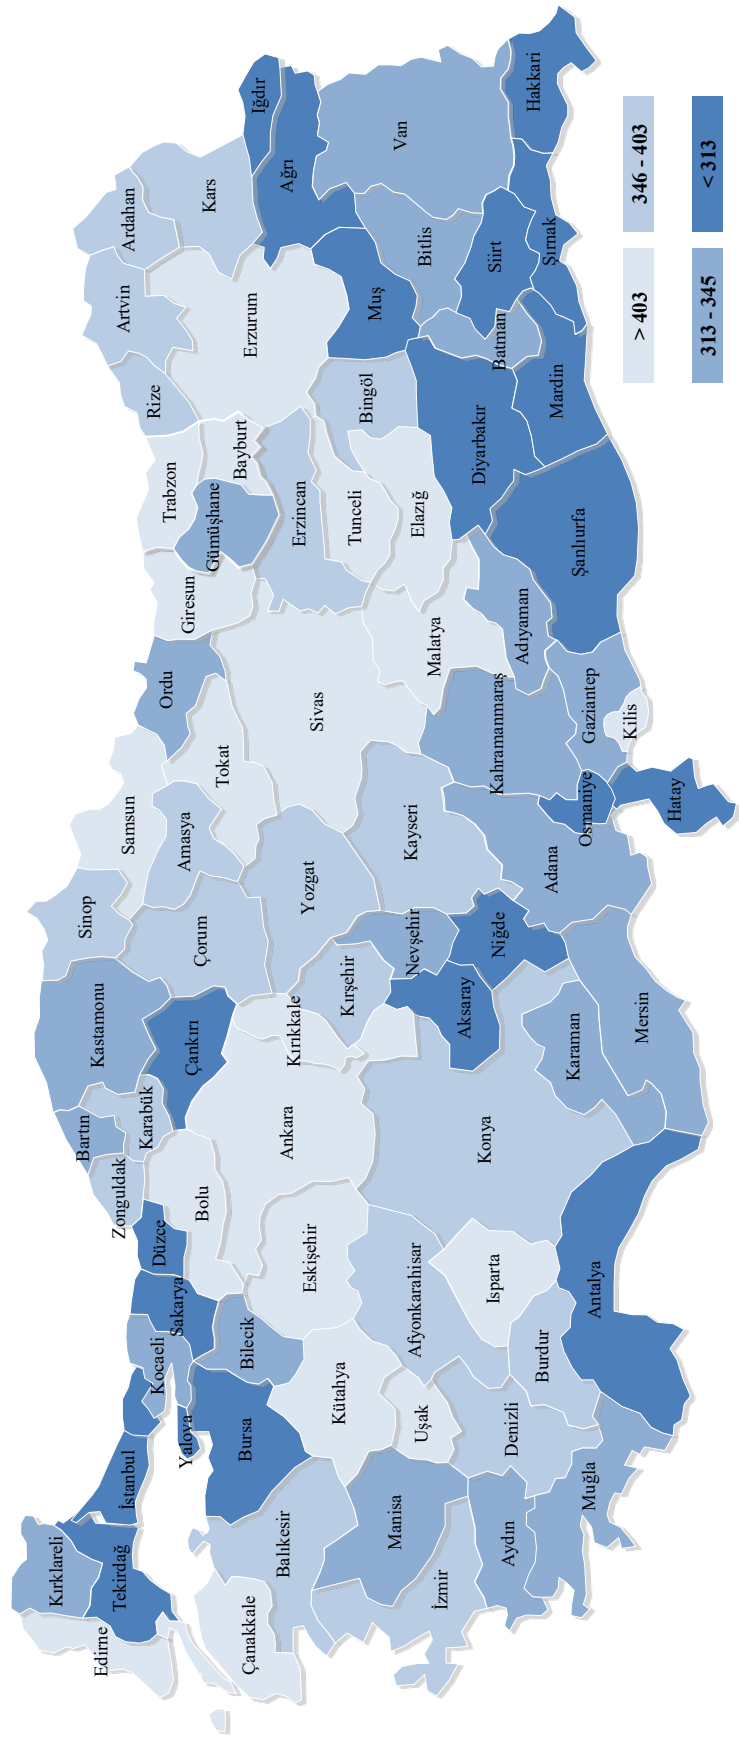 Kırklareli
Edirne
Tekirdağ
İstanbul
Kocaeli
Yalova
Sakarya
Düzce
Zonguldak
Bartın
Karabük
Kastamonu
Sinop
Samsun
Ordu
Giresun
Trabzon
Rize
Artvin
Ardahan
Çanakkale
Balıkesir
Bursa
Bilecik
Bolu
Çankırı
Çorum
Amasya
Tokat
Gümüşhane
Bayburt
Erzurum
Kars
Iğdır
Ağrı
Kütahya
Eskişehir
Ankara
Kırıkkale
Kırşehir
Yozgat
Sivas
Erzincan
Tunceli
Bingöl
Muş
Van
Bitlis
Manisa
İzmir
Uşak
Afyonkarahisar
Konya
Aksaray
Nevşehir
Niğde
Kayseri
Malatya
Elazığ
Diyarbakır
Batman
Siirt
Şırnak
Hakkari
Aydın
Denizli
Muğla
Burdur
Isparta
Antalya
Karaman
Mersin
Adana
Kahramanmaraş
Osmaniye
Gaziantep
Kilis
Hatay
Adıyaman
Şanlıurfa
Mardin
> 403
346 - 403
313 - 345
< 313